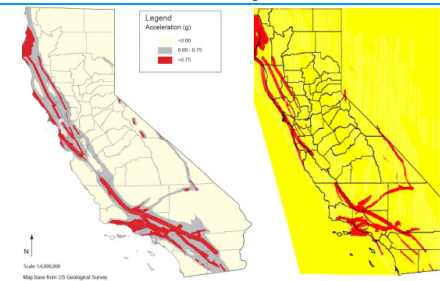 Legend
Acceleration (g)
<0.60
0.60 - 0.75
>0.75
N
Scale 1:4,000,000
Map base from US Geological Survey.